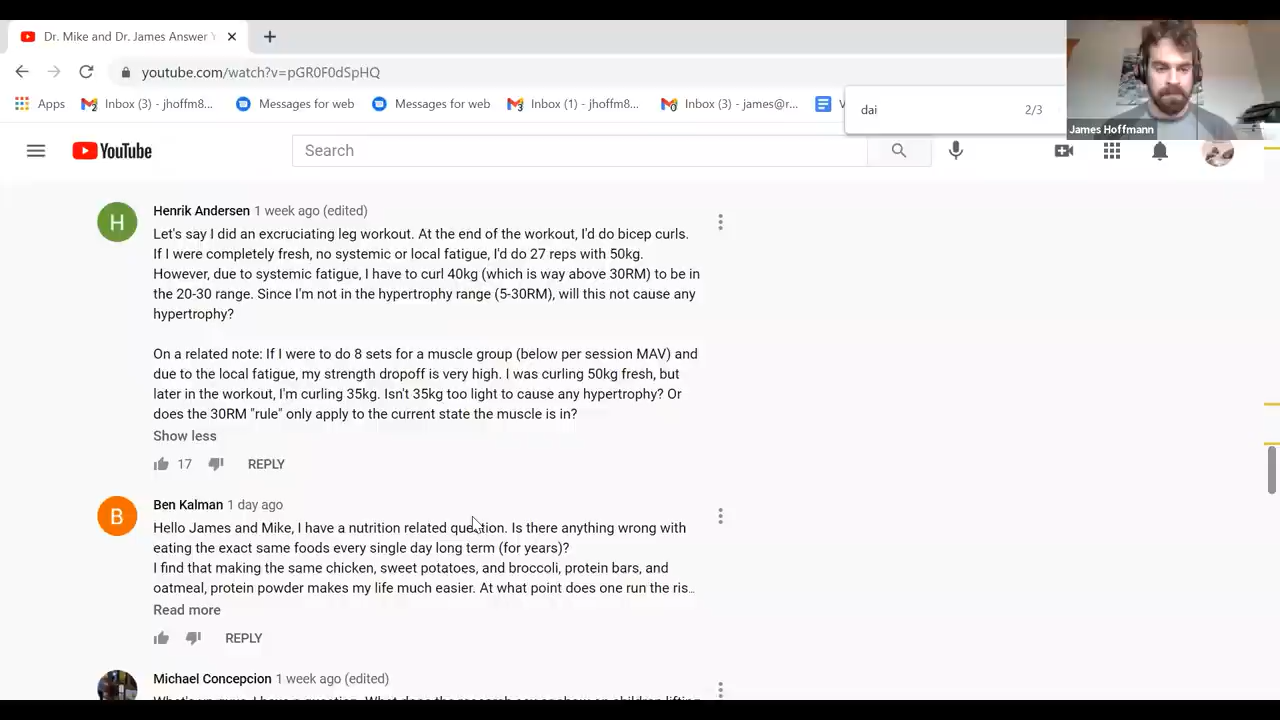 Dr. Mike and Dr. James Answer Y
youtube.com/watch?v=pGR0F0dSpHQ
Apps Inbox (3) - jhoffm8... Messages for web Messages for web Inbox (1) - jhoffm8... Inbox (3) - james@r...
dai 2/3
James Hoffmann
YouTube
Search
Henrik Andersen 1 week ago (edited)
H
Let's say I did an excruciating leg workout. At the end of the workout, I'd do bicep curls.
If I were completely fresh, no systemic or local fatigue, I'd do 27 reps with 50kg.
However, due to systemic fatigue, I have to curl 40kg (which is way above 30RM) to be in
the 20-30 range. Since I'm not in the hypertrophy range (5-30RM), will this not cause any
hypertrophy?
On a related note: If I were to do 8 sets for a muscle group (below per session MAV) and
due to the local fatigue, my strength dropoff is very high. I was curling 50kg fresh, but
later in the workout, I'm curling 35kg. Isn't 35kg too light to cause any hypertrophy? Or
does the 30RM "rule" only apply to the current state the muscle is in?
Show less
17 REPLY
Ben Kalman 1 day ago
B
Hello James and Mike, I have a nutrition related question. Is there anything wrong with
eating the exact same foods every single day long term (for years)?
I find that making the same chicken, sweet potatoes, and broccoli, protein bars, and
oatmeal, protein powder makes my life much easier. At what point does one run the ris...
Read more
REPLY
Michael Concepcion 1 week ago (edited)